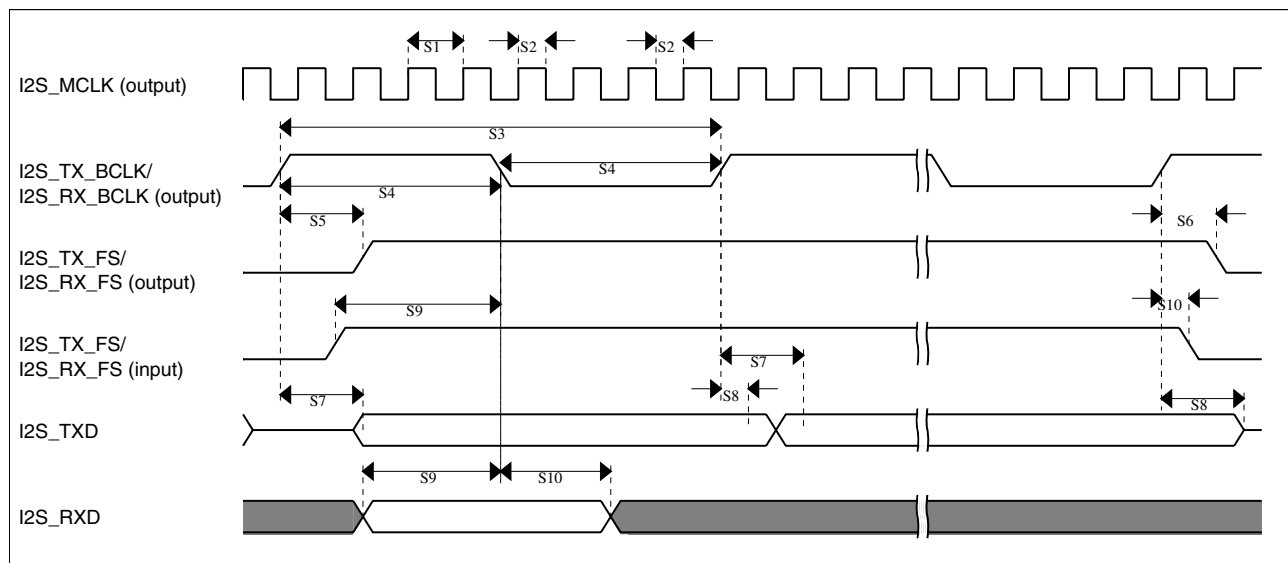 S1
S2
S2
I2S_MCLK (output)
S3
I2S_TX_BCLK/
I2S_RX_BCLK (output)
S4
S4
S5
S6
I2S_TX_FS/
I2S_RX_FS (output)
S9
S10
I2S_TX_FS/
I2S_RX_FS (input)
S7
S7
S8
S8
I2S_TXD
S9
S10
I2S_RXD